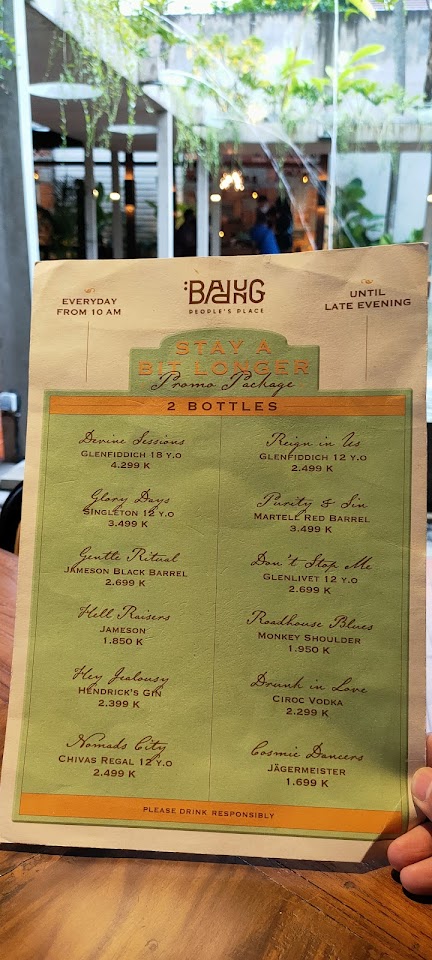 EVERYDAY
FROM 10 AM
:BANDUNG
PEOPLE'S PLACE
UNTIL
LATE EVENING
STAY A
BIT LONGER
Promo Package
2 BOTTLES
Devine Sessions
GLENFIDDICH 18 Y.O
4.299 K
Glory Days
SINGLETON 12 Y.O
3.499 K
Gentle Ritual
JAMESON BLACK BARREL
2.699 K
Hell Raisers
JAMESON
1.850 K
Hey Jealousy
HENDRICK'S GIN
2.399 K
Nomads City
CHIVAS REGAL 12 Y.O
2.499 K
Reign in Us
GLENFIDDICH 12 Y.O
2.499 K
Purity & Sin
MARTELL RED BARREL
3.499 K
Don't Stop Me
GLENLIVET 12 Y.O
2.699 K
Roadhouse Blues
MONKEY SHOULDER
1.950 K
Drunk in Love
CIROC VODKA
2.299 K
Cosmic Dancers
JÄGERMEISTER
1.699 K
PLEASE DRINK RESPONSIBLY